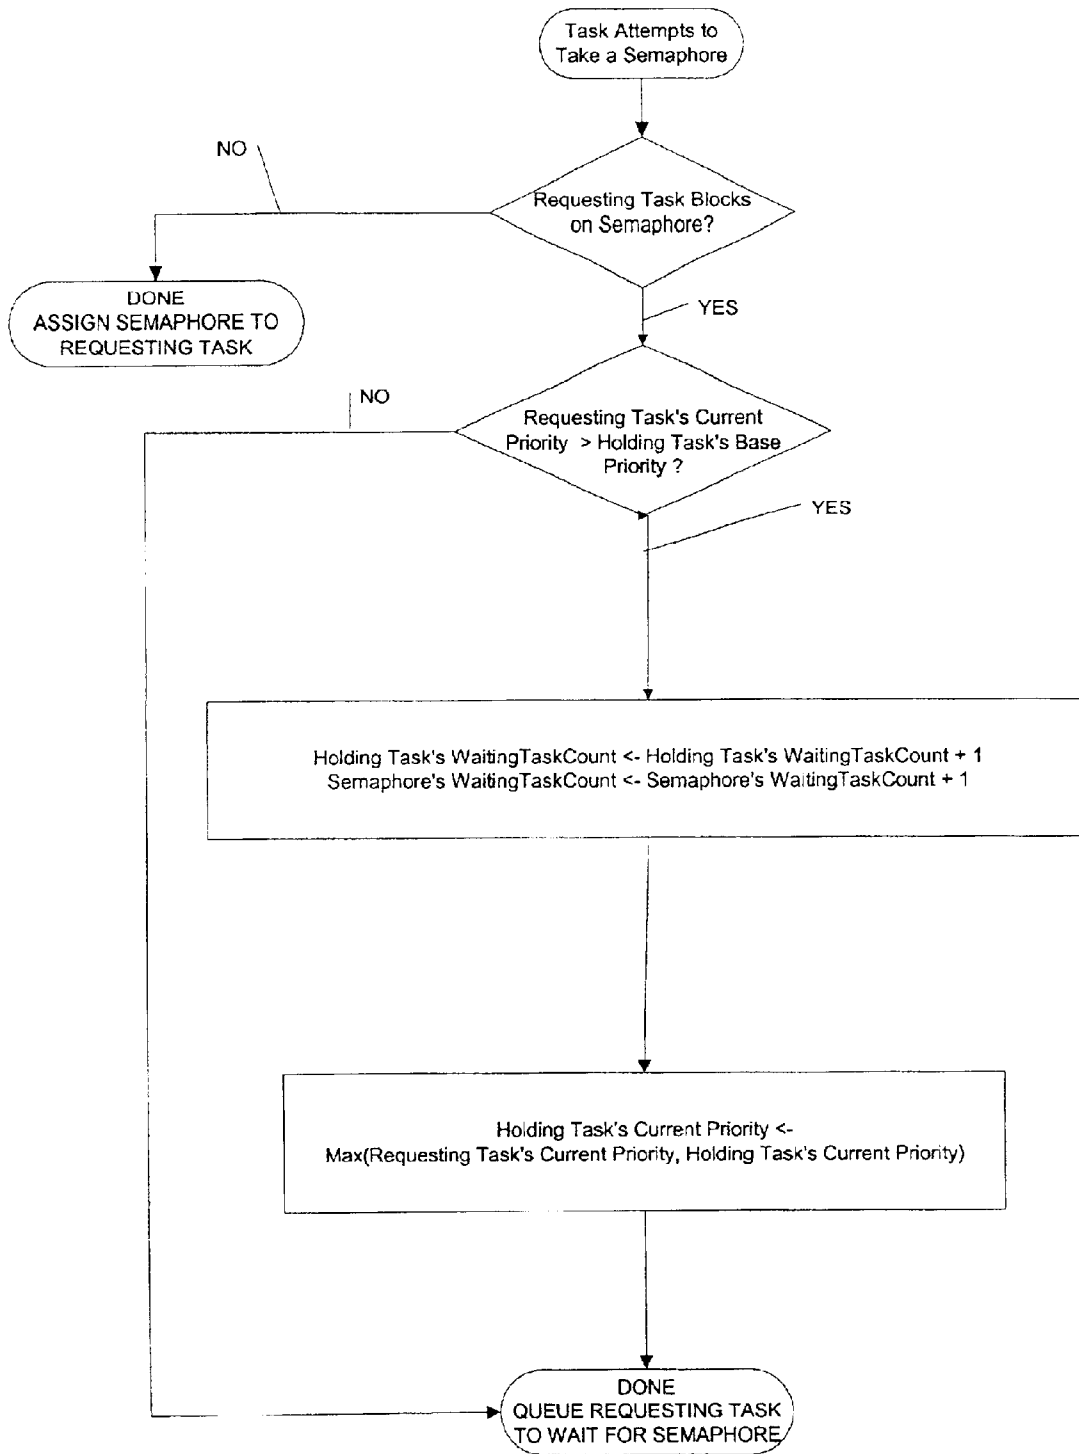 Task Attempts to
Take a Semaphore
NO
Requesting Task Blocks
on Semaphore?
DONE
ASSIGN SEMAPHORE TO
REQUESTING TASK
YES
NO
Requesting Task's Current
Priority > Holding Task's Base
Priority ?
YES
Holding Task's WaitingTaskCount <- Holding Task's WaitingTaskCount + 1
Semaphore's WaitingTaskCount <- Semaphore's WaitingTaskCount + 1
Holding Task's Current Priority <-
Max(Requesting Task's Current Priority, Holding Task's Current Priority)
DONE
QUEUE REQUESTING TASK
TO WAIT FOR SEMAPHORE